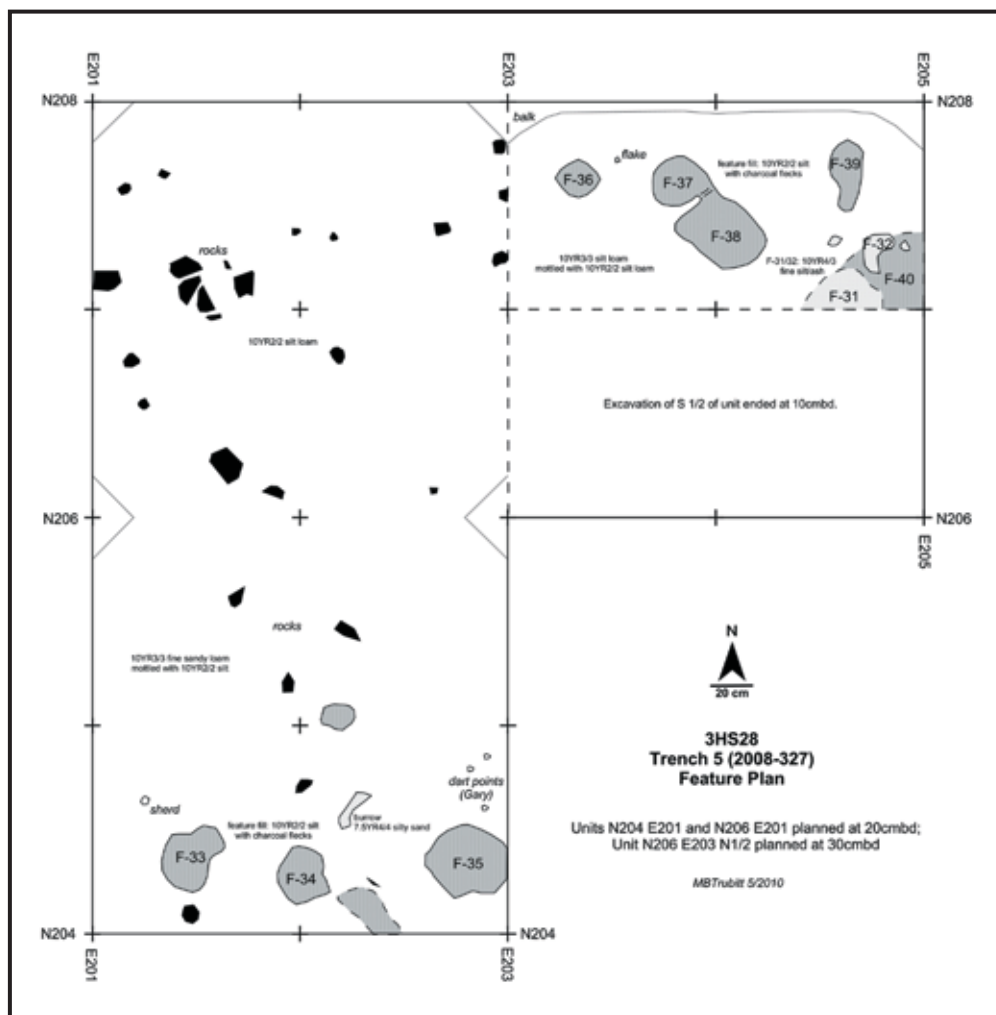 E201
E203
E205
N208
N208
balk
flake
F-36
F-37
feature fill: 10YR2/2 silt
with charcoal flecks
F-39
F-38
F-32
rocks
10YR3/3 silt loam
mottled with 10YR2/2 silt loam
F-31/32: 10YR4/3
fine silt/ash
F-40
F-31
10YR2/2 silt loam
Excavation of S 1/2 of unit ended at 10cmbd.
N206
N206
E205
rocks
10YR3/3 fine sandy loam
mottled with 10YR2/2 silt
N
20 cm
3HS28
Trench 5 (2008-327)
Feature Plan
dart points
(Gary)
sherd
burrow
7.5YR4/4 silty sand
feature fill: 10YR2/2 silt
with charcoal flecks
Units N204 E201 and N206 E201 planned at 20cmbd;
Unit N206 E203 N1/2 planned at 30cmbd
F-33
F-34
F-35
MBTrubitt 5/2010
N204
N204
E201
E203